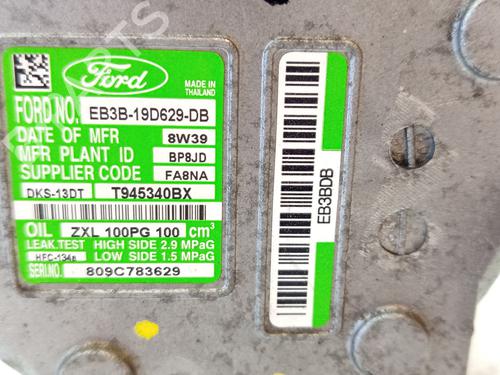 Ford
MADE IN
THAILAND
FORD NO. EB3B-19D629-DB
DATE OF MFR 8W39
MFR PLANT ID BP8JD
SUPPLIER CODE FA8NA
DKS-13DT T945340BX
OIL ZXL 100PG 100 cm³
LEAK.TEST HIGH SIDE 2.9 MPaG
HFC-134a LOW SIDE 1.5 MPaG
SERI.NO. 809C783629
EB3BDB